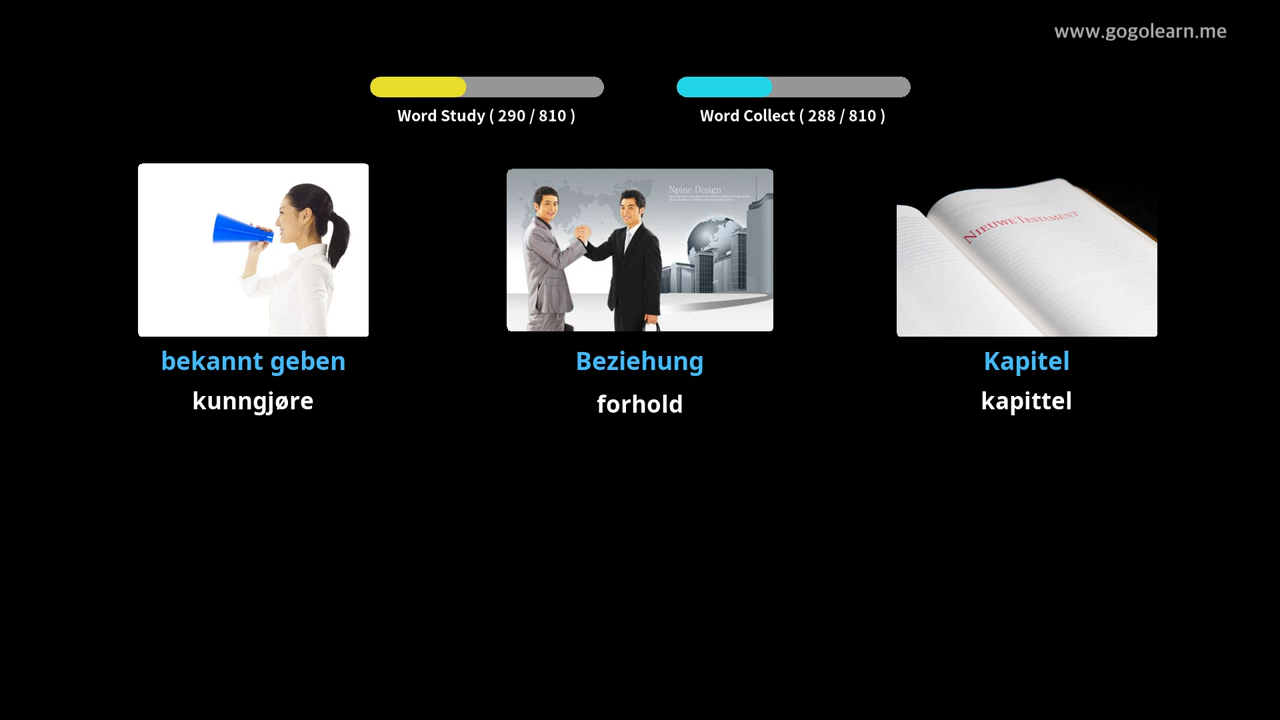 www.gogolearn.me
Word Study ( 290 / 810 )
Word Collect ( 288 / 810 )
Npine Design
NIEUWE TESTAMENT
bekannt geben
Beziehung
Kapitel
kunngjøre
forhold
kapittel